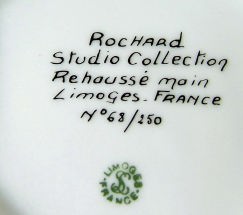 Rochard
Studio Collection
Rehaussé main
Limoges. France
N° 68/250
LIMOGES
FRANCE